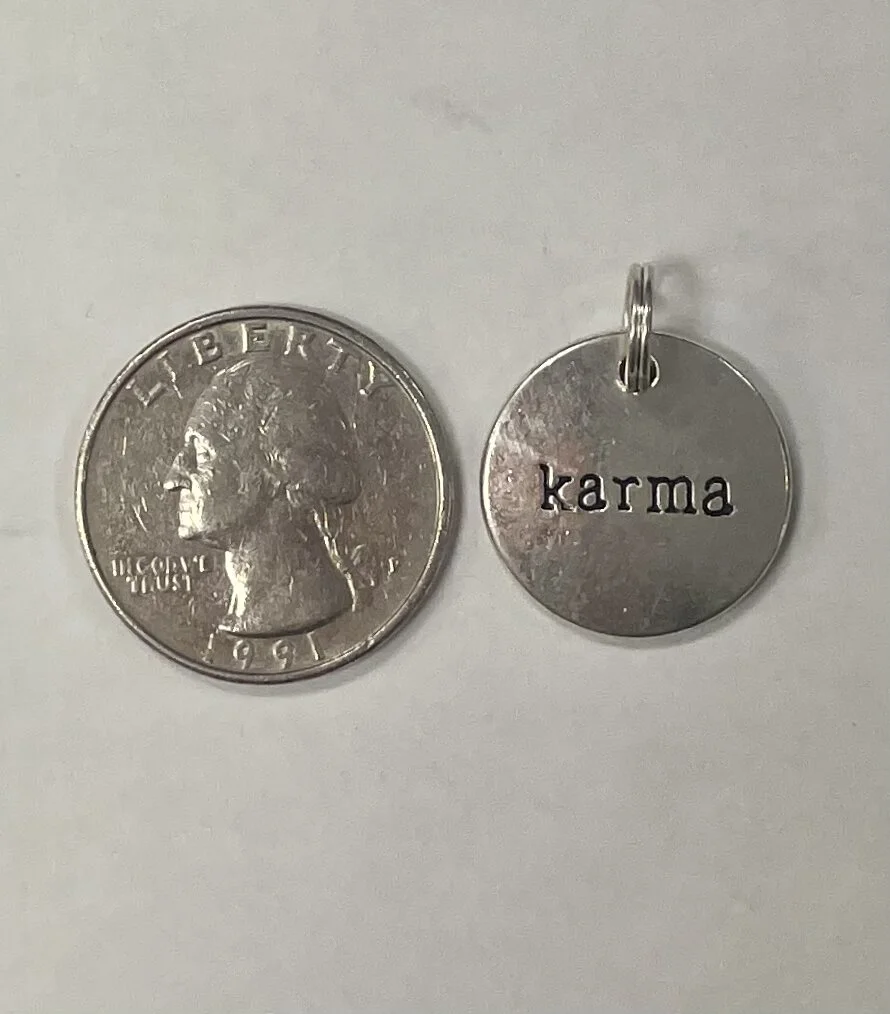 LIBERTY
IN GOD WE
TRUST
1991
karma